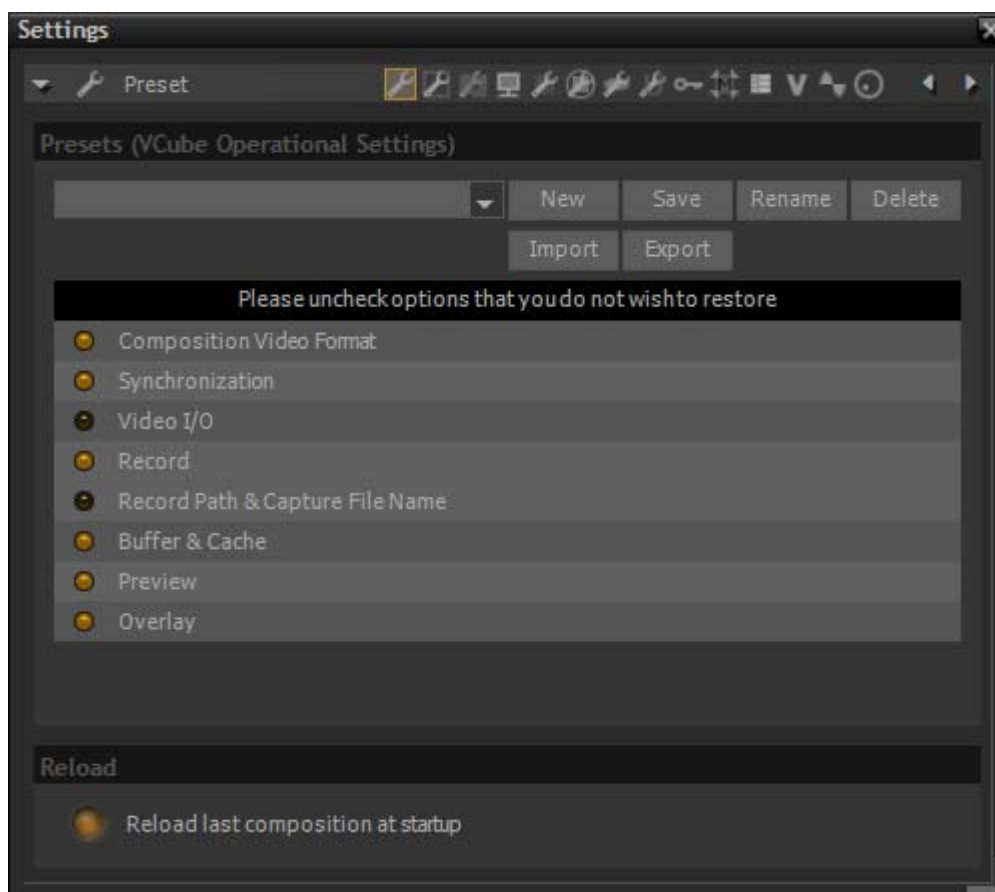 Settings
Preset
Presets (VCube Operational Settings)
New Save Rename Delete
Import Export
Please uncheck options that you do not wish to restore
Composition Video Format
Synchronization
Video I/O
Record
Record Path & Capture File Name
Buffer & Cache
Preview
Overlay
Reload
Reload last composition at startup